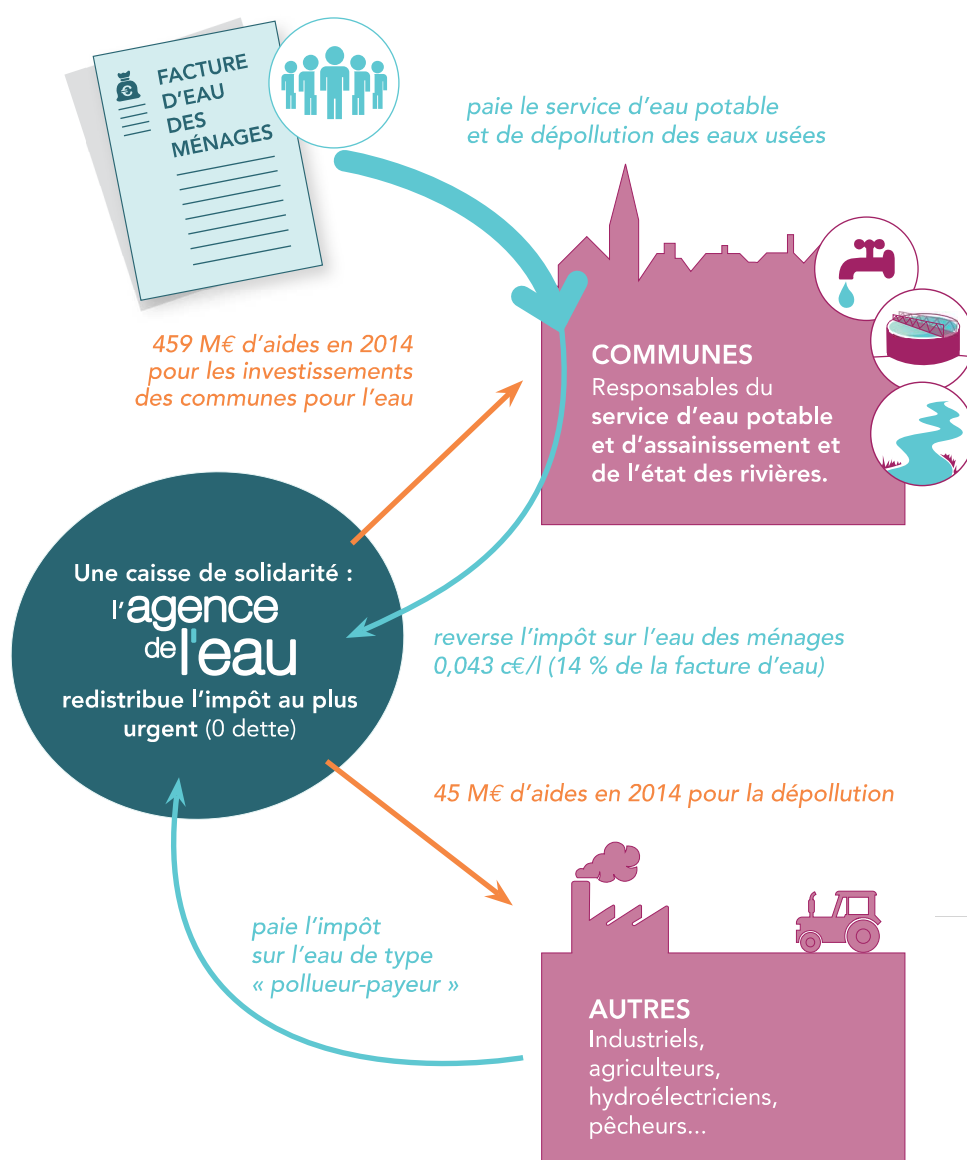 FACTURE
D'EAU
DES
MÉNAGES
€
paie le service d'eau potable
et de dépollution des eaux usées
459 M€ d'aides en 2014
pour les investissements
des communes pour l'eau
COMMUNES
Responsables du
service d'eau potable
et d'assainissement et
de l'état des rivières.
Une caisse de solidarité :
l'agence
de l'eau
redistribue l'impôt au plus
urgent (0 dette)
reverse l'impôt sur l'eau des ménages
0,043 c€/l (14 % de la facture d'eau)
45 M€ d'aides en 2014 pour la dépollution
paie l'impôt
sur l'eau de type
« pollueur-payeur »
AUTRES
Industriels,
agriculteurs,
hydroélectriciens,
pêcheurs...